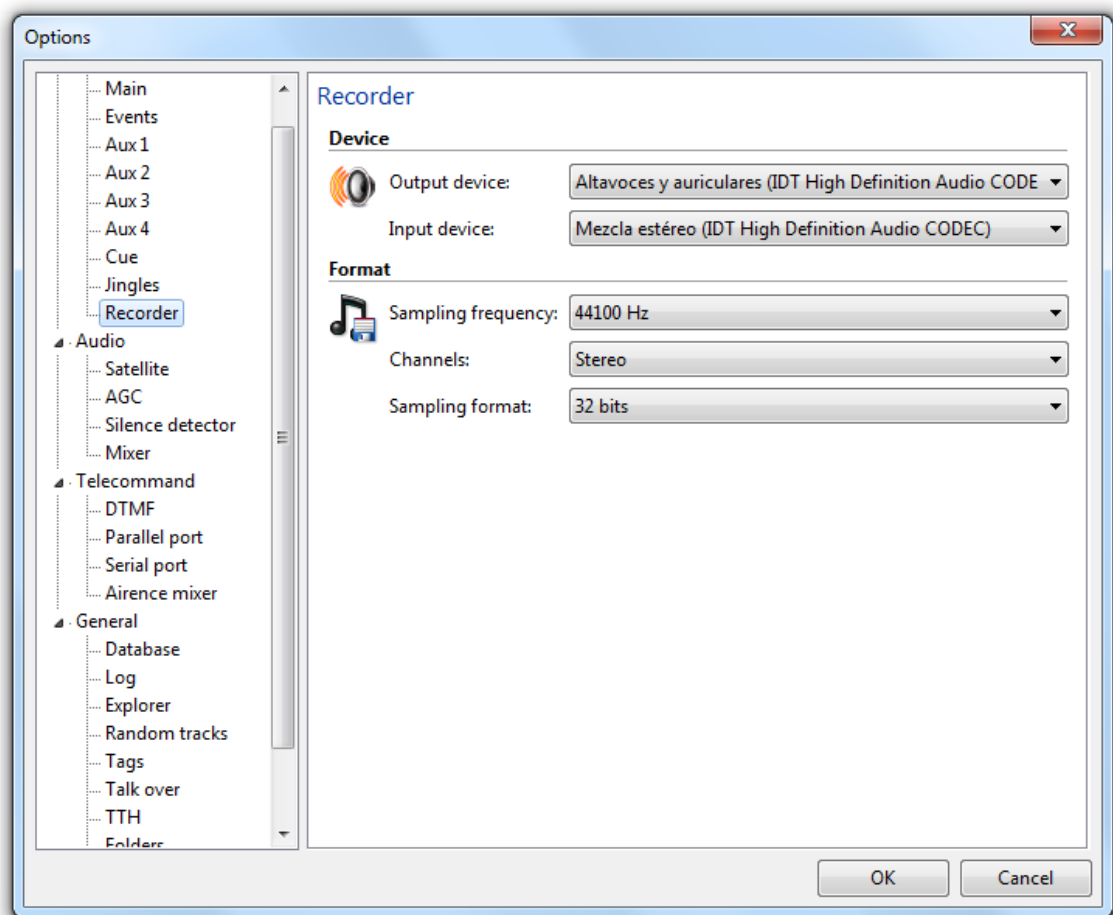 Options
Main
Events
Aux 1
Aux 2
Aux 3
Aux 4
Cue
Jingles
Recorder
Audio
Satellite
AGC
Silence detector
Mixer
Telecommand
DTMF
Parallel port
Serial port
Airence mixer
General
Database
Log
Explorer
Random tracks
Tags
Talk over
TTH
Folders
Recorder
Device
Output device: Altavoces y auriculares (IDT High Definition Audio CODE
Input device: Mezcla estéreo (IDT High Definition Audio CODEC)
Format
Sampling frequency: 44100 Hz
Channels: Stereo
Sampling format: 32 bits
OK Cancel